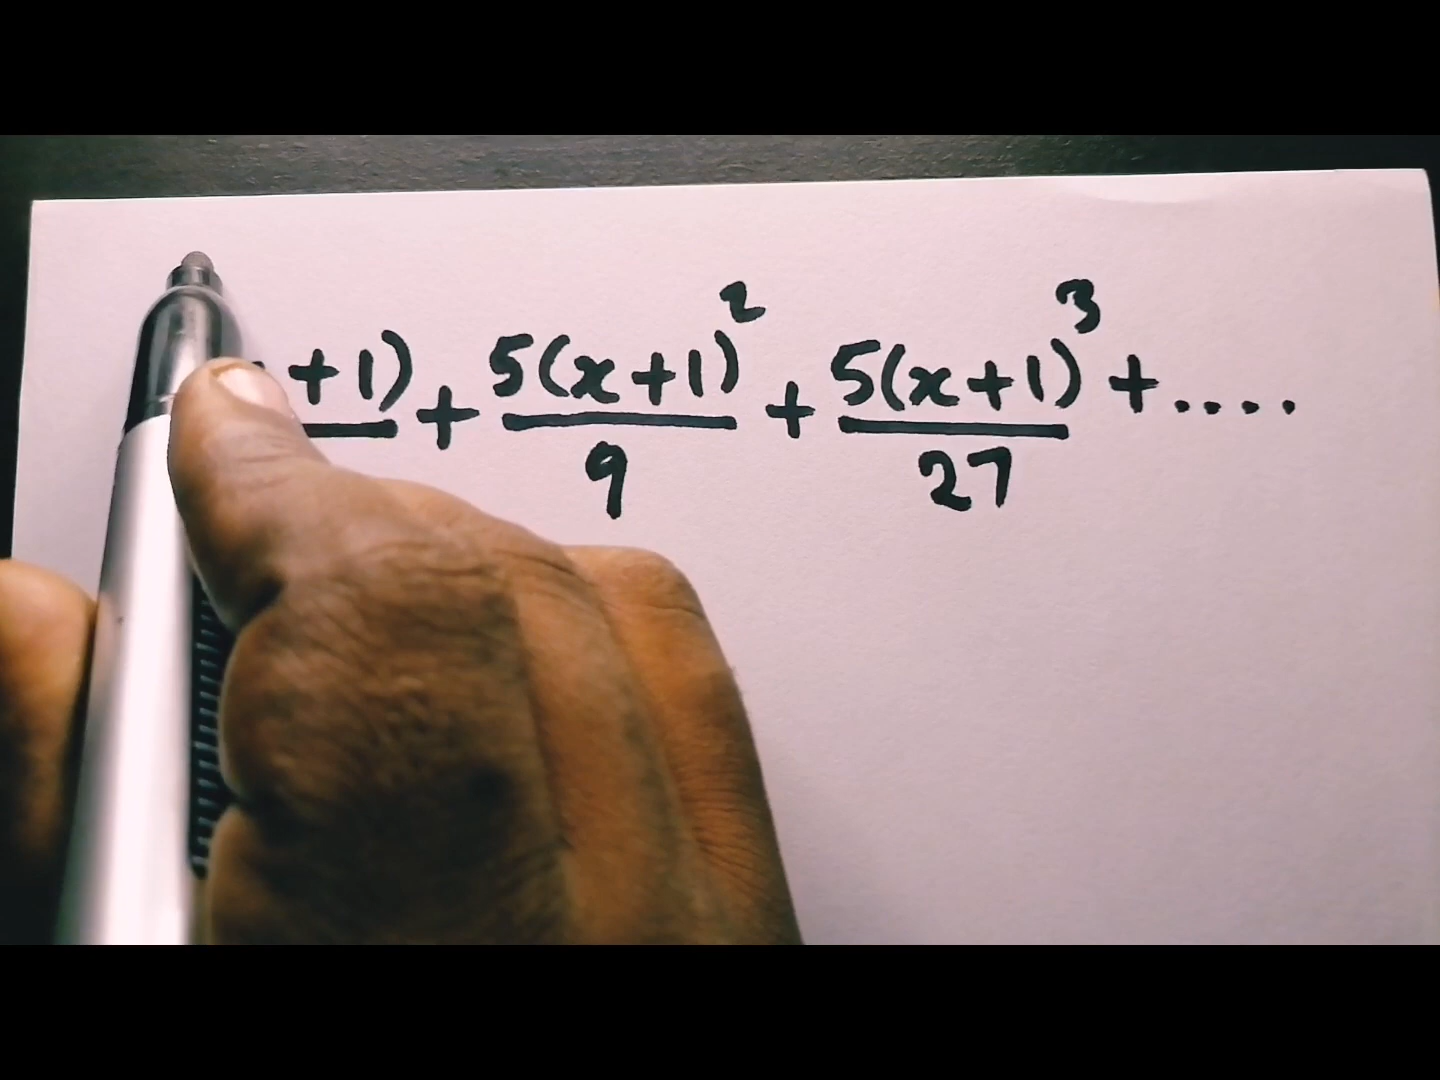 +1) + 5(x+1)² / 9 + 5(x+1)³ / 27 + ....